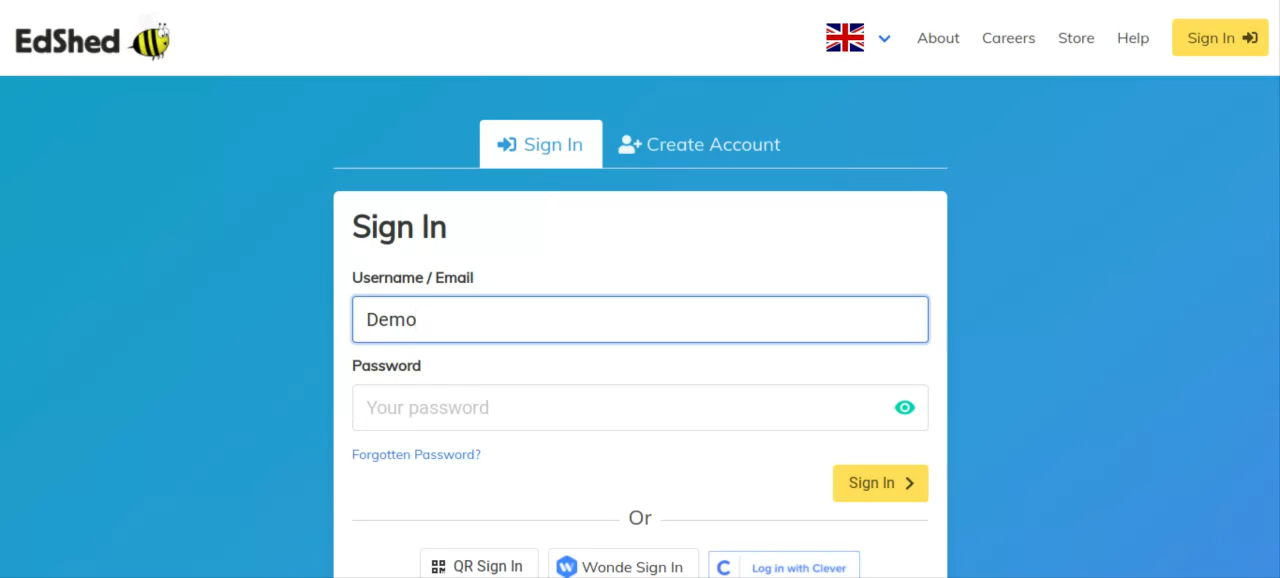 EdShed
About Careers Store Help Sign In
Sign In Create Account
Sign In
Username / Email
Demo
Password
Your password
Forgotten Password?
Sign In
Or
QR Sign In W Wonde Sign In C Log in with Clever